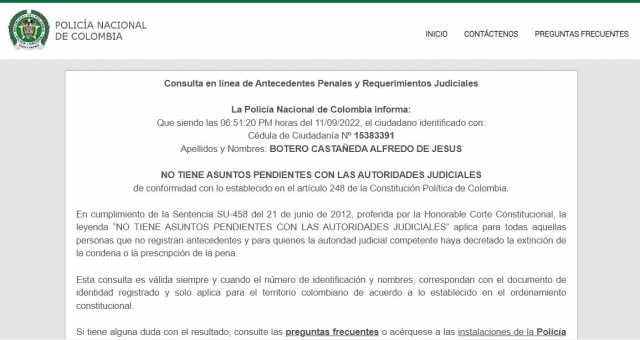 POLICÍA NACIONAL
DE COLOMBIA
INICIO CONTÁCTENOS PREGUNTAS FRECUENTES
Consulta en línea de Antecedentes Penales y Requerimientos Judiciales
La Policía Nacional de Colombia informa:
Que siendo las 06:51:20 PM horas del 11/09/2022, el ciudadano identificado con:
Cédula de Ciudadanía Nº 15383391
Apellidos y Nombres: BOTERO CASTAÑEDA ALFREDO DE JESUS
NO TIENE ASUNTOS PENDIENTES CON LAS AUTORIDADES JUDICIALES
de conformidad con lo establecido en el artículo 248 de la Constitución Política de Colombia.
En cumplimiento de la Sentencia SU-458 del 21 de junio de 2012, proferida por la Honorable Corte Constitucional, la
leyenda “NO TIENE ASUNTOS PENDIENTES CON LAS AUTORIDADES JUDICIALES” aplica para todas aquellas
personas que no registran antecedentes y para quienes la autoridad judicial competente haya decretado la extinción de
la condena o la prescripción de la pena.
Esta consulta es válida siempre y cuando el número de identificación y nombres, correspondan con el documento de
identidad registrado y solo aplica para el territorio colombiano de acuerdo a lo establecido en el ordenamiento
constitucional.
Si tiene alguna duda con el resultado, consulte las preguntas frecuentes o acérquese a las instalaciones de la Policía